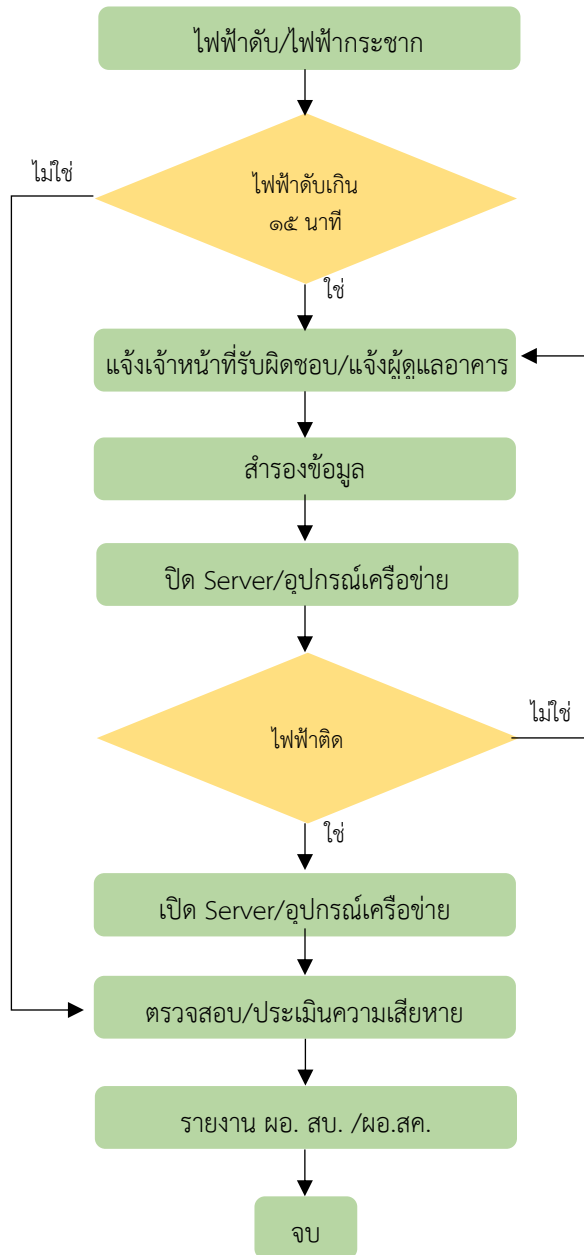 ไฟฟ้าดับ/ไฟฟ้ากระชาก
ไม่ใช่
ไฟฟ้าดับเกิน
๑๕ นาที
ใช่
แจ้งเจ้าหน้าที่รับผิดชอบ/แจ้งผู้ดูแลอาคาร
สำรองข้อมูล
ปิด Server/อุปกรณ์เครือข่าย
ไม่ใช่
ไฟฟ้าติด
ใช่
เปิด Server/อุปกรณ์เครือข่าย
ตรวจสอบ/ประเมินความเสียหาย
รายงาน ผอ. สบ. /ผอ.สค.
จบ